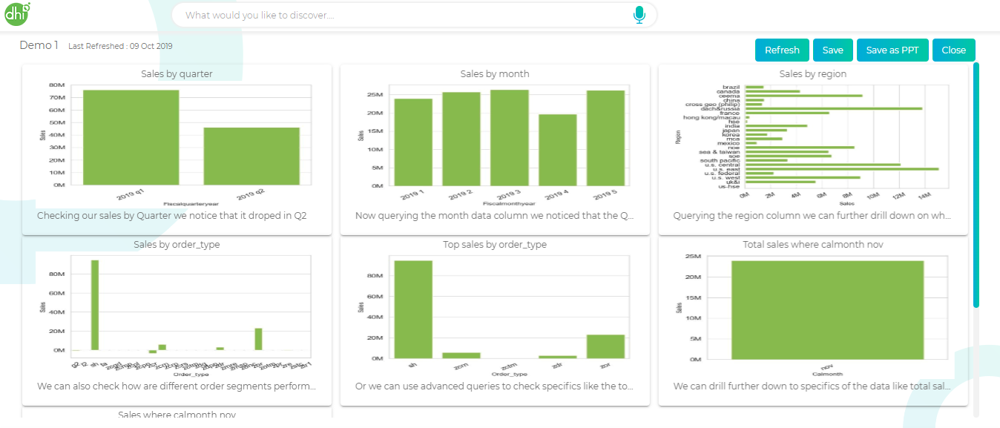 dhi
What would you like to discover....
Demo 1 Last Refreshed : 09 Oct 2019
Refresh Save Save as PPT Close
Sales by quarter
80M
70M
60M
50M
40M
30M
20M
10M
0M
Sales
2019 q1 2019 q2
Fiscalquarteryear
Checking our sales by Quarter we notice that it droped in Q2
Sales by month
25M
20M
15M
10M
5M
0M
Sales
2019 1 2019 2 2019 3 2019 4 2019 5
Fiscalmonthyear
Now querying the month data column we noticed that the Q...
Sales by region
brazil
canada
ceema
china
cross geo (philip)
dach&russia
france
hong kong/macau
hse
india
japan
korea
mca
mexico
noe
sea & taiwan
soe
south pacific
u.s. central
u.s. east
u.s. federal
u.s. west
uk&i
us-hse
Region
0M 2M 4M 6M 8M 10M 12M 14M
Sales
Querying the region column we can further drill down on wh...
Sales by order_type
80M
60M
40M
20M
0M
Sales
g2 l2 sh ta
Order_type
We can also check how are different order segments perform...
Top sales by order_type
80M
60M
40M
20M
0M
Sales
sh zcrn zctm zdr zor
Order_type
Or we can use advanced queries to check specifics like the to...
Total sales where calmonth nov
25M
20M
15M
10M
5M
0M
Sales
nov
Calmonth
We can drill further down to specifics of the data like total sal...
Sales where calmonth nov